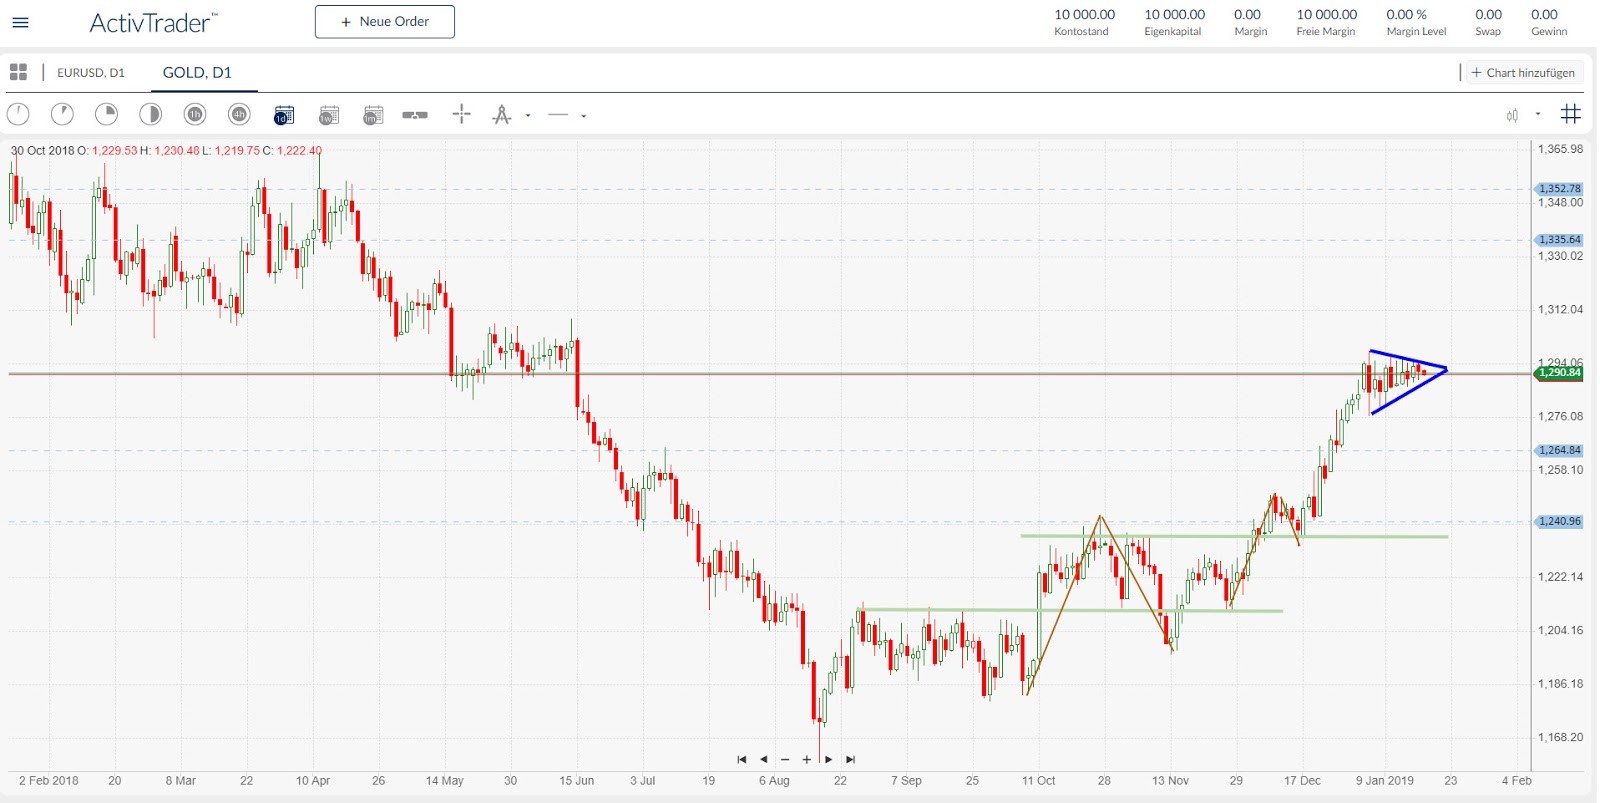 ActivTrader™
+ Neue Order
10 000.00 10 000.00 0.00 10 000.00 0.00 % 0.00 0.00
Kontostand Eigenkapital Margin Freie Margin Margin Level Swap Gewinn
EURUSD, D1 GOLD, D1 + Chart hinzufügen
1h 4h 1d 1w 1m
30 Oct 2018 O: 1,229.53 H: 1,230.46 L: 1,219.75 C: 1,222.40
1,365.98
1,352.78
1,348.00
1,335.64
1,330.02
1,312.04
1,294.06
1,290.84
1,276.08
1,264.84
1,258.10
1,240.96
1,222.14
1,204.16
1,186.18
1,168.20
2 Feb 2018 20 8 Mar 22 10 Apr 26 14 May 30 15 Jun 3 Jul 19 6 Aug 22 7 Sep 25 11 Oct 28 13 Nov 29 17 Dec 9 Jan 2019 23 4 Feb